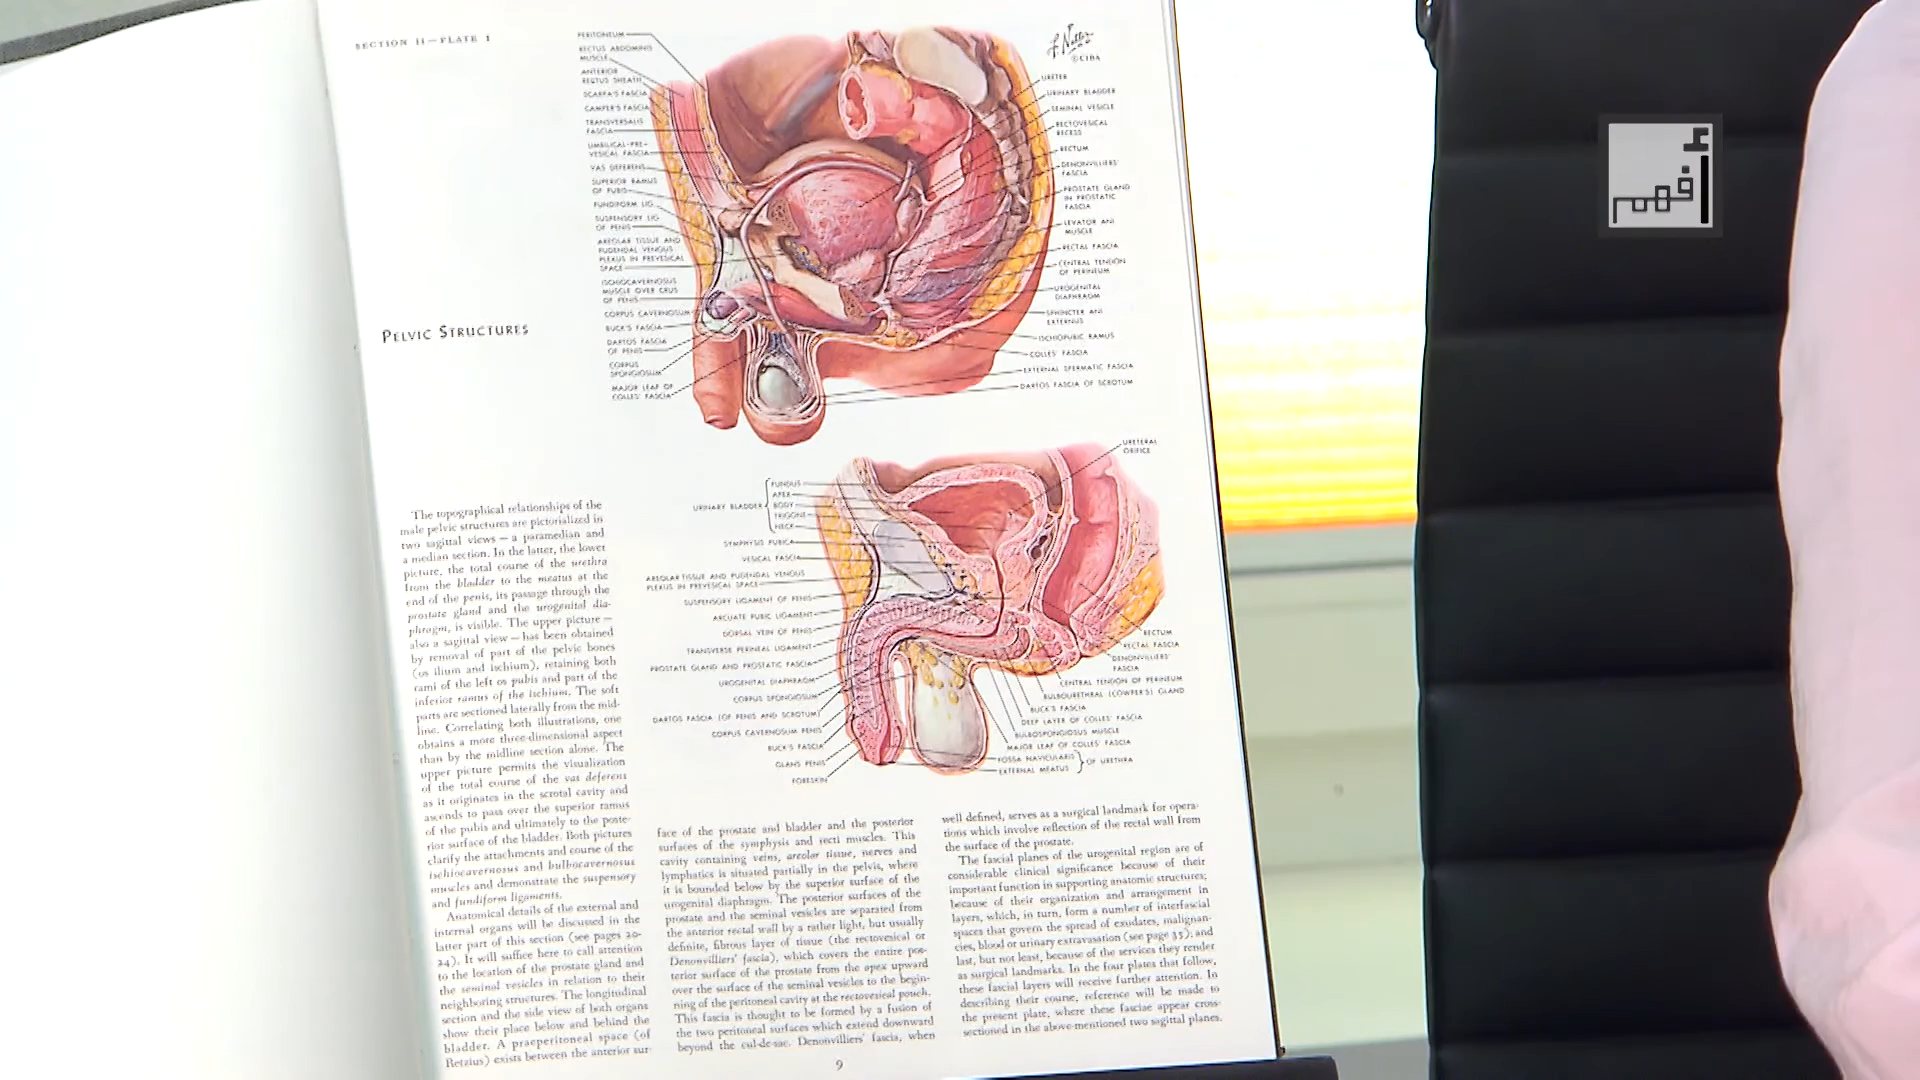 SECTION II — PLATE 1
PELVIC STRUCTURES
PERITONEUM
RECTUS ABDOMINIS
MUSCLE
ANTERIOR
RECTUS SHEATH
SCARPA'S FASCIA
CAMPER'S FASCIA
TRANSVERSALIS
FASCIA
UMBILICAL-PRE-
VESICAL FASCIA
VAS DEFERENS
SUPERIOR RAMUS
OF PUBIS
FUNDIFORM LIG.
SUSPENSORY LIG.
OF PENIS
AREOLAR TISSUE AND
PUDENDAL VENOUS
PLEXUS IN PREVESICAL
SPACE
ISCHIOCAVERNOSUS
MUSCLE OVER CRUS
OF PENIS
CORPUS CAVERNOSUM
BUCK'S FASCIA
DARTOS FASCIA
OF PENIS
CORPUS
SPONGIOSUM
MAJOR LEAF OF
COLLES' FASCIA
F. Netter
©CIBA
URETER
URINARY BLADDER
SEMINAL VESICLE
RECTOVESICAL
RECESS
RECTUM
DENONVILLIERS'
FASCIA
PROSTATE GLAND
IN PROSTATIC
FASCIA
LEVATOR ANI
MUSCLE
RECTAL FASCIA
CENTRAL TENDON
OF PERINEUM
UROGENITAL
DIAPHRAGM
SPHINCTER ANI
EXTERNUS
ISCHIOPUBIC RAMUS
COLLES' FASCIA
EXTERNAL SPERMATIC FASCIA
DARTOS FASCIA OF SCROTUM
URETERAL
ORIFICE
URINARY BLADDER
FUNDUS
APEX
BODY
TRIGONE
NECK
SYMPHYSIS PUBICA
VESICAL FASCIA
AREOLAR TISSUE AND PUDENDAL VENOUS
PLEXUS IN PREVESICAL SPACE
SUSPENSORY LIGAMENT OF PENIS
ARCUATE PUBIC LIGAMENT
DORSAL VEIN OF PENIS
TRANSVERSE PERINEAL LIGAMENT
PROSTATE GLAND AND PROSTATIC FASCIA
UROGENITAL DIAPHRAGM
CORPUS SPONGIOSUM
DARTOS FASCIA (OF PENIS AND SCROTUM)
CORPUS CAVERNOSUM PENIS
BUCK'S FASCIA
GLANS PENIS
FORESKIN
RECTUM
RECTAL FASCIA
DENONVILLIERS'
FASCIA
CENTRAL TENDON OF PERINEUM
BULBOURETHRAL (COWPER'S) GLAND
BUCK'S FASCIA
DEEP LAYER OF COLLES' FASCIA
BULBOSPONGIOSUS MUSCLE
MAJOR LEAF OF COLLES' FASCIA
FOSSA NAVICULARIS
EXTERNAL MEATUS
OF URETHRA
The topographical relationships of the
male pelvic structures are pictorialized in
two sagittal views — a paramedian and
a median section. In the latter, the lower
picture, the total course of the urethra
from the bladder to the meatus at the
end of the penis, its passage through the
prostate gland and the urogenital dia-
phragm, is visible. The upper picture —
also a sagittal view — has been obtained
by removal of part of the pelvic bones
(os ilium and ischium), retaining both
rami of the left os pubis and part of the
inferior ramus of the ischium. The soft
parts are sectioned laterally from the mid-
line. Correlating both illustrations, one
obtains a more three-dimensional aspect
than by the midline section alone. The
upper picture permits the visualization
of the total course of the vas deferens
as it originates in the scrotal cavity and
ascends to pass over the superior ramus
of the pubis and ultimately to the poste-
rior surface of the bladder. Both pictures
clarify the attachments and course of the
ischiocavernosus and bulbocavernosus
muscles and demonstrate the suspensory
and fundiform ligaments.
Anatomical details of the external and
internal organs will be discussed in the
latter part of this section (see pages 20-
24). It will suffice here to call attention
to the location of the prostate gland and
the seminal vesicles in relation to their
neighboring structures. The longitudinal
section and the side view of both organs
show their place below and behind the
bladder. A praeperitoneal space (of
Retzius) exists between the anterior sur-
face of the prostate and bladder and the posterior
surfaces of the symphysis and recti muscles. This
cavity containing veins, areolar tissue, nerves and
lymphatics is situated partially in the pelvis, where
it is bounded below by the superior surface of the
urogenital diaphragm. The posterior surfaces of the
prostate and the seminal vesicles are separated from
the anterior rectal wall by a rather light, but usually
definite, fibrous layer of tissue (the rectovesical or
Denonvilliers' fascia), which covers the entire pos-
terior surface of the prostate from the apex upward
over the surface of the seminal vesicles to the begin-
ning of the peritoneal cavity at the rectovesical pouch.
This fascia is thought to be formed by a fusion of
the two peritoneal surfaces which extend downward
beyond the cul-de-sac. Denonvilliers' fascia, when
well defined, serves as a surgical landmark for opera-
tions which involve reflection of the rectal wall from
the surface of the prostate.
The fascial planes of the urogenital region are of
considerable clinical significance because of their
important function in supporting anatomic structures;
because of their organization and arrangement in
layers, which, in turn, form a number of interfascial
spaces that govern the spread of exudates, malignan-
cies, blood or urinary extravasation (see page 35); and
last, but not least, because of the services they render
as surgical landmarks. In the four plates that follow,
these fascial layers will receive further attention. In
describing their course, reference will be made to
the present plate, where these fasciae appear cross-
sectioned in the above-mentioned two sagittal planes.
9